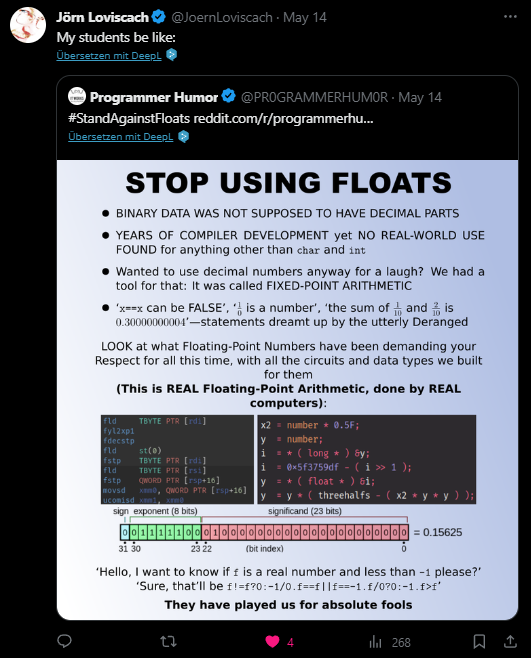 Jörn Loviscach @JoernLoviscach · May 14
My students be like:
Übersetzen mit DeepL
Programmer Humor @PR0GRAMMERHUM0R · May 14
#StandAgainstFloats reddit.com/r/programmerhu...
Übersetzen mit DeepL
STOP USING FLOATS
● BINARY DATA WAS NOT SUPPOSED TO HAVE DECIMAL PARTS
● YEARS OF COMPILER DEVELOPMENT yet NO REAL-WORLD USE
FOUND for anything other than char and int
● Wanted to use decimal numbers anyway for a laugh? We had a
tool for that: It was called FIXED-POINT ARITHMETIC
● ‘x==x can be FALSE’, ‘1/0 is a number’, ‘the sum of 1/10 and 2/10 is
0.30000000004’—statements dreamt up by the utterly Deranged
LOOK at what Floating-Point Numbers have been demanding your
Respect for all this time, with all the circuits and data types we built
for them
(This is REAL Floating-Point Arithmetic, done by REAL
computers):
fld TBYTE PTR [rdi]
fyl2xp1
fdecstp
fld st(0)
fstp TBYTE PTR [rdi]
fld TBYTE PTR [rsi]
fstp QWORD PTR [rsp+16]
movsd xmm0, QWORD PTR [rsp+16]
ucomisd xmm1, xmm0
x2 = number * 0.5F;
y = number;
i = * ( long * ) &y;
i = 0x5f3759df - ( i >> 1 );
y = * ( float * ) &i;
y = y * ( threehalfs - ( x2 * y * y ) );
sign exponent (8 bits) significand (23 bits)
0 0 1 1 1 1 1 0 0 0 1 0 0 0 0 0 0 0 0 0 0 0 0 0 0 0 0 0 0 0 0 0 = 0.15625
31 30 23 22 (bit index) 0
‘Hello, I want to know if f is a real number and less than -1 please?’
‘Sure, that’ll be f!=f?0:-1/0.f==f||f==-1.f/0?0:-1.f>f’
They have played us for absolute fools
4
268